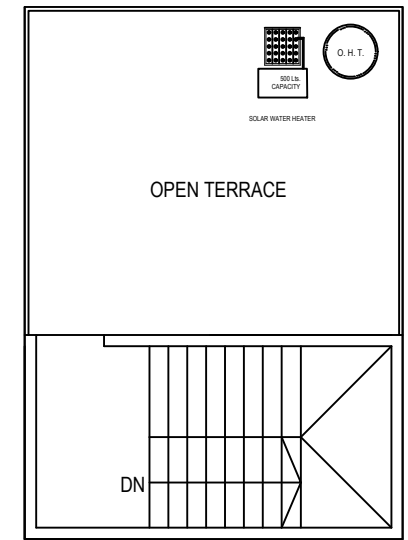 O. H. T.
500 Lts.
CAPACITY
SOLAR WATER HEATER
OPEN TERRACE
DN